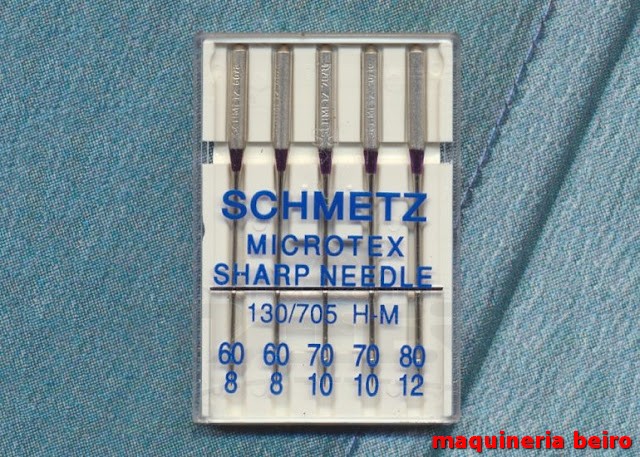 SCHMETZ
MICROTEX
SHARP NEEDLE
130/705 H-M
60 60 70 70 80
8 8 10 10 12
maquineria beiro